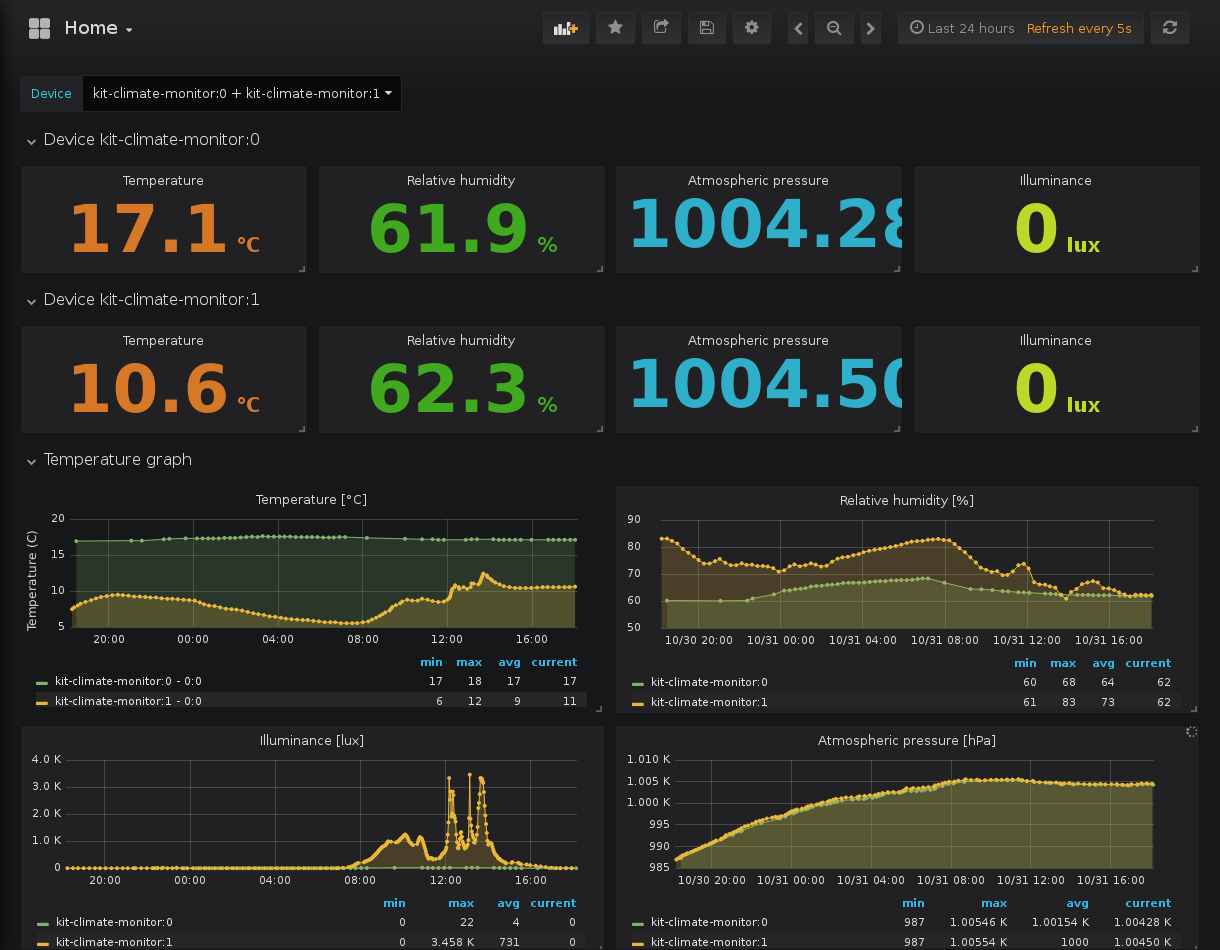 Home
Last 24 hours Refresh every 5s
Device kit-climate-monitor:0 + kit-climate-monitor:1
Device kit-climate-monitor:0
Temperature Relative humidity Atmospheric pressure Illuminance
17.1 °C 61.9 % 1004.28 0 lux
Device kit-climate-monitor:1
Temperature Relative humidity Atmospheric pressure Illuminance
10.6 °C 62.3 % 1004.50 0 lux
Temperature graph
Temperature [°C]
Temperature (C)
20
15
10
5
20:00 00:00 04:00 08:00 12:00 16:00
min max avg current
kit-climate-monitor:0 - 0:0 17 18 17 17
kit-climate-monitor:1 - 0:0 6 12 9 11
Relative humidity [%]
90
80
70
60
50
10/30 20:00 10/31 00:00 10/31 04:00 10/31 08:00 10/31 12:00 10/31 16:00
min max avg current
kit-climate-monitor:0 60 68 64 62
kit-climate-monitor:1 61 83 73 62
Illuminance [lux]
4.0 K
3.0 K
2.0 K
1.0 K
0
20:00 00:00 04:00 08:00 12:00 16:00
min max avg current
kit-climate-monitor:0 0 22 4 0
kit-climate-monitor:1 0 3.458 K 731 0
Atmospheric pressure [hPa]
1.010 K
1.005 K
1.000 K
995
990
985
10/30 20:00 10/31 00:00 10/31 04:00 10/31 08:00 10/31 12:00 10/31 16:00
min max avg current
kit-climate-monitor:0 987 1.00546 K 1.00154 K 1.00428 K
kit-climate-monitor:1 987 1.00554 K 1000 1.00450 K